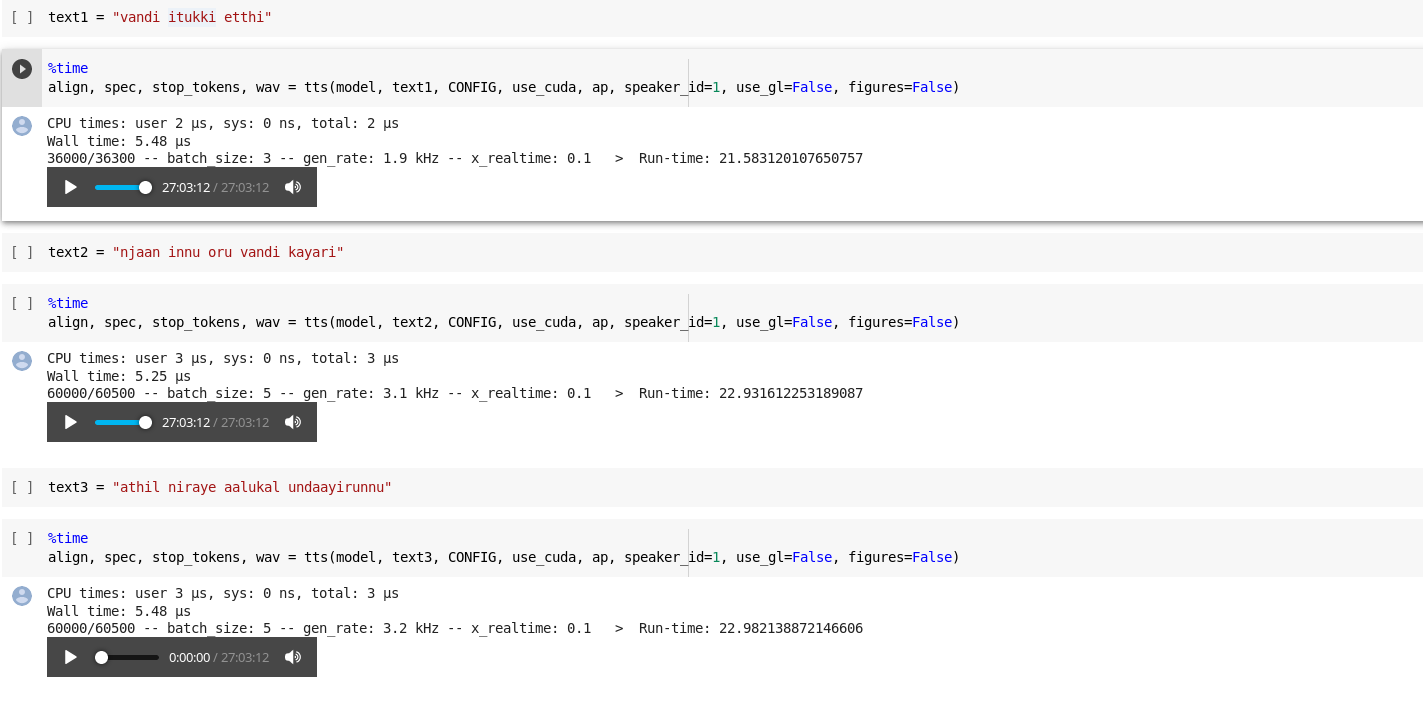 [ ] text1 = "vandi itukki etthi"
%time
align, spec, stop_tokens, wav = tts(model, text1, CONFIG, use_cuda, ap, speaker_id=1, use_gl=False, figures=False)
CPU times: user 2 µs, sys: 0 ns, total: 2 µs
Wall time: 5.48 µs
36000/36300 -- batch_size: 3 -- gen_rate: 1.9 kHz -- x_realtime: 0.1   >  Run-time: 21.583120107650757
27:03:12 / 27:03:12
[ ] text2 = "njaan innu oru vandi kayari"
[ ] %time
align, spec, stop_tokens, wav = tts(model, text2, CONFIG, use_cuda, ap, speaker_id=1, use_gl=False, figures=False)
CPU times: user 3 µs, sys: 0 ns, total: 3 µs
Wall time: 5.25 µs
60000/60500 -- batch_size: 5 -- gen_rate: 3.1 kHz -- x_realtime: 0.1   >  Run-time: 22.931612253189087
27:03:12 / 27:03:12
[ ] text3 = "athil niraye aalukal undaayirunnu"
[ ] %time
align, spec, stop_tokens, wav = tts(model, text3, CONFIG, use_cuda, ap, speaker_id=1, use_gl=False, figures=False)
CPU times: user 3 µs, sys: 0 ns, total: 3 µs
Wall time: 5.48 µs
60000/60500 -- batch_size: 5 -- gen_rate: 3.2 kHz -- x_realtime: 0.1   >  Run-time: 22.982138872146606
0:00:00 / 27:03:12